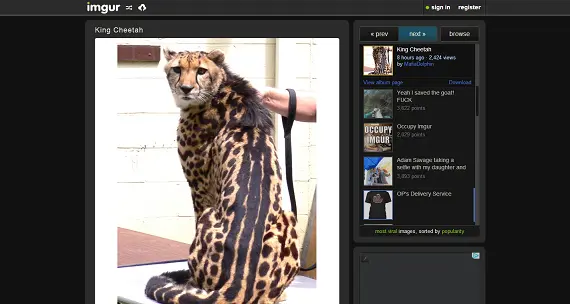 imgur
sign in
register
King Cheetah
« prev
next »
browse
King Cheetah
8 hours ago · 2,424 views
by MafiaDolphin
View album page
Download
Yeah I saved the goat!
FUCK
3,822 points
Occupy Imgur
2,429 points
OCCUPY
IMGUR
Adam Savage taking a
selfie with my daughter and
3,893 points
OP's Delivery Service
most viral images, sorted by popularity